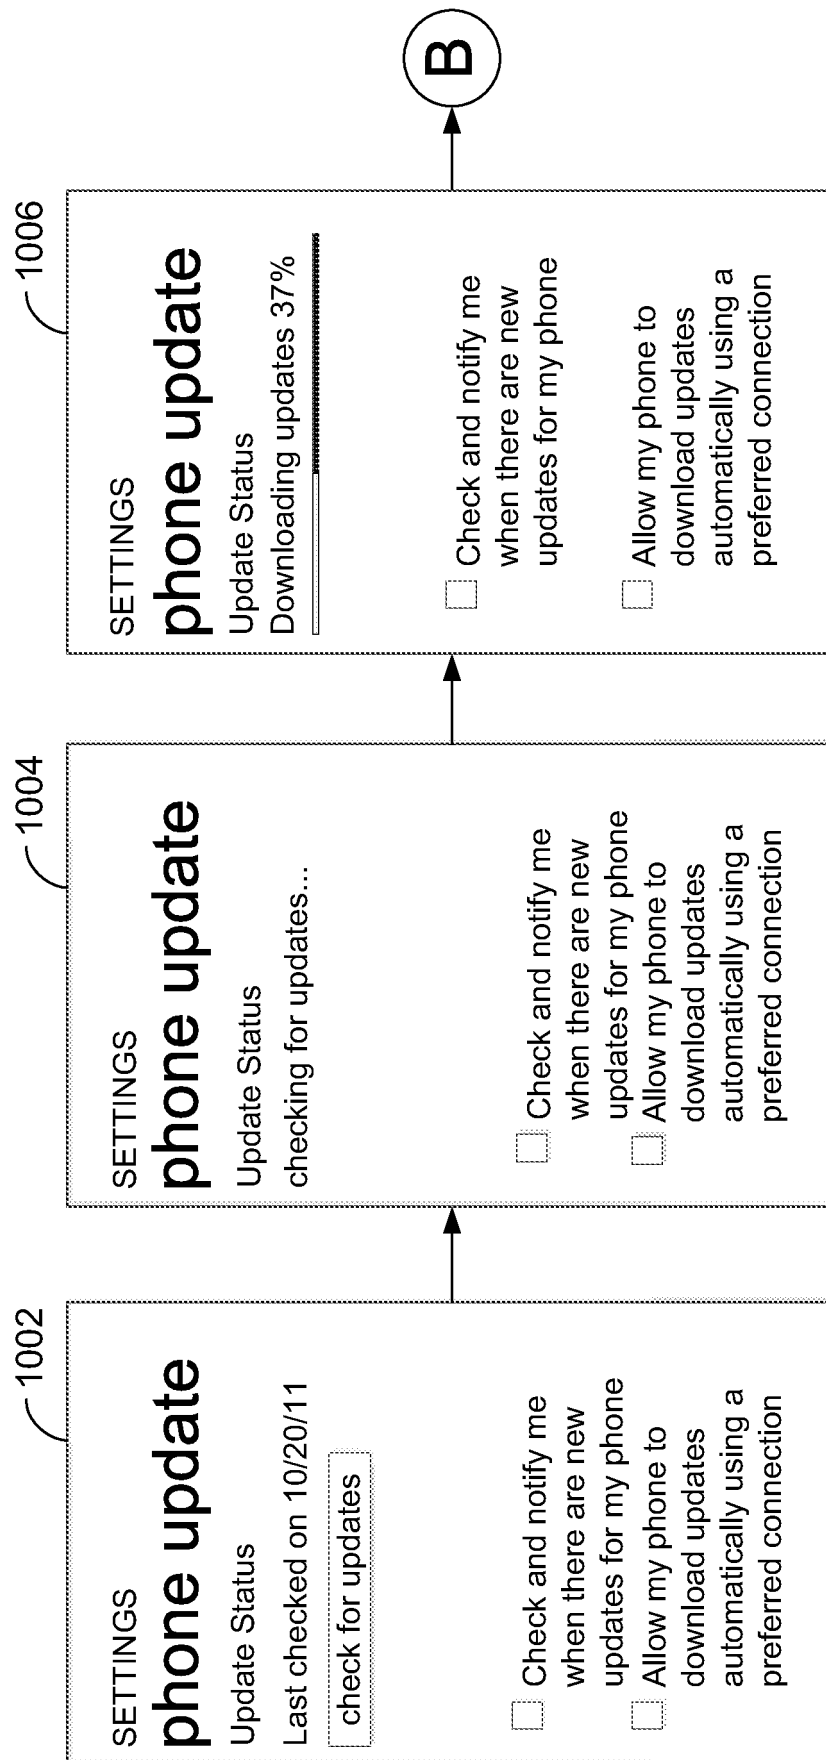 1002
SETTINGS
phone update
Update Status
Last checked on 10/20/11
check for updates
Check and notify me
when there are new
updates for my phone
Allow my phone to
download updates
automatically using a
preferred connection
1004
SETTINGS
phone update
Update Status
checking for updates...
Check and notify me
when there are new
updates for my phone
Allow my phone to
download updates
automatically using a
preferred connection
1006
SETTINGS
phone update
Update Status
Downloading updates 37%
Check and notify me
when there are new
updates for my phone
Allow my phone to
download updates
automatically using a
preferred connection
B